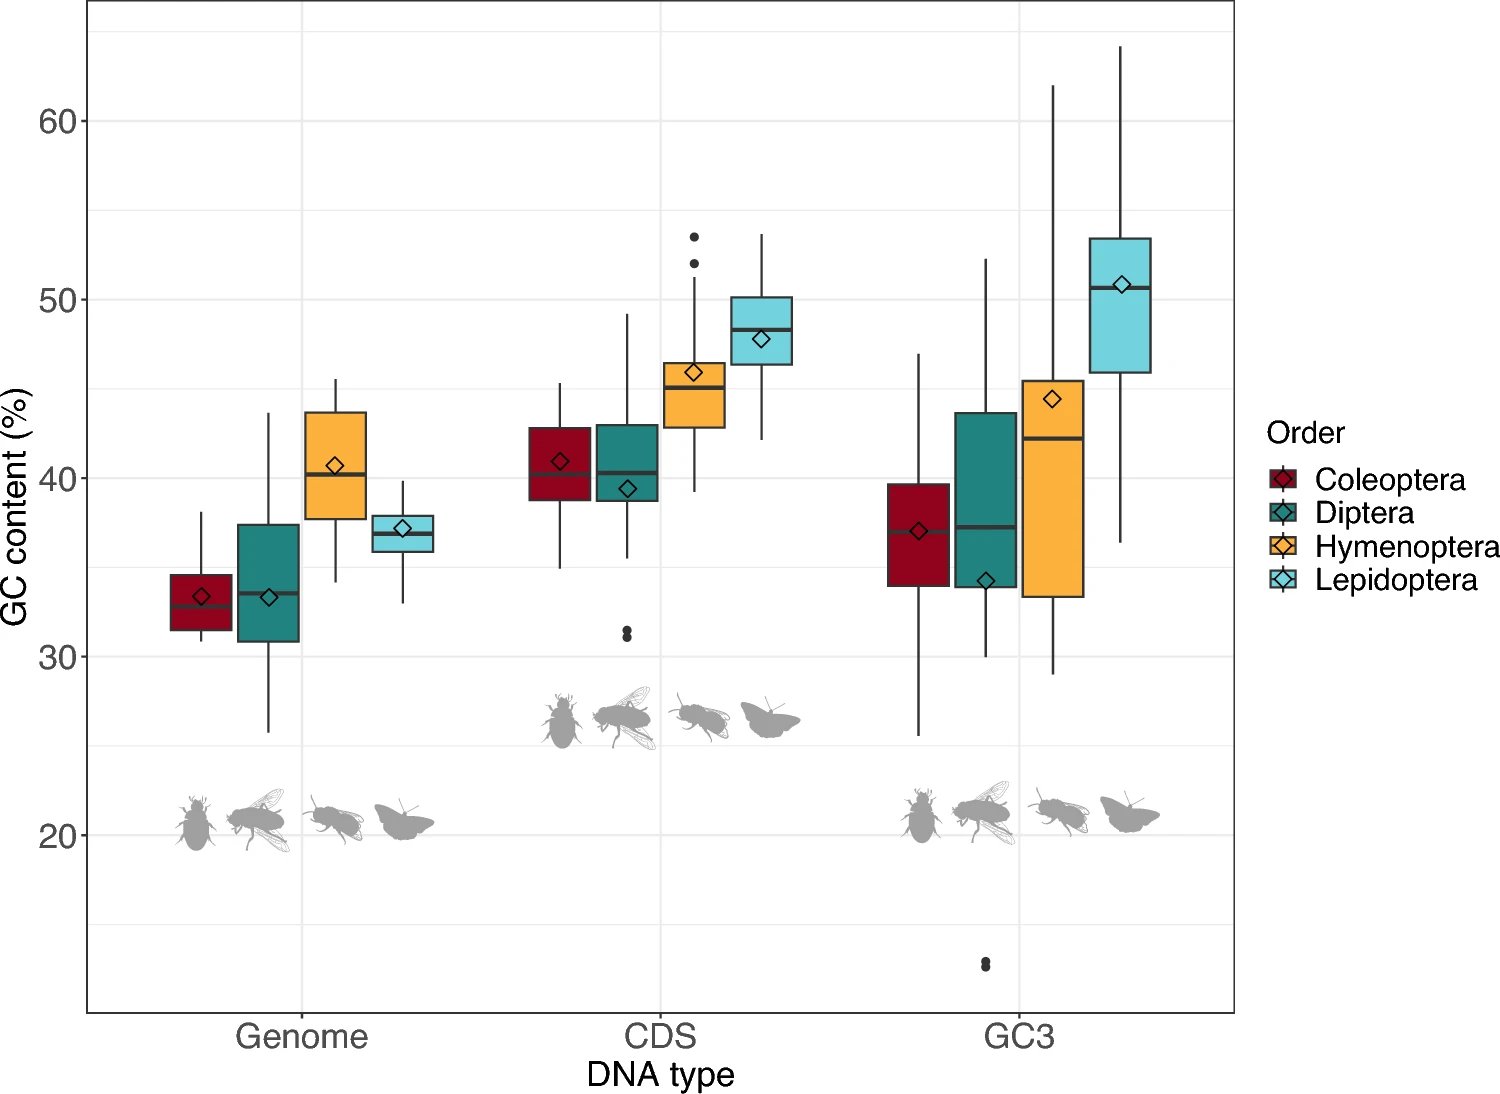 GC content (%)
60
50
40
30
20
Genome
CDS
GC3
DNA type
Order
Coleoptera
Diptera
Hymenoptera
Lepidoptera